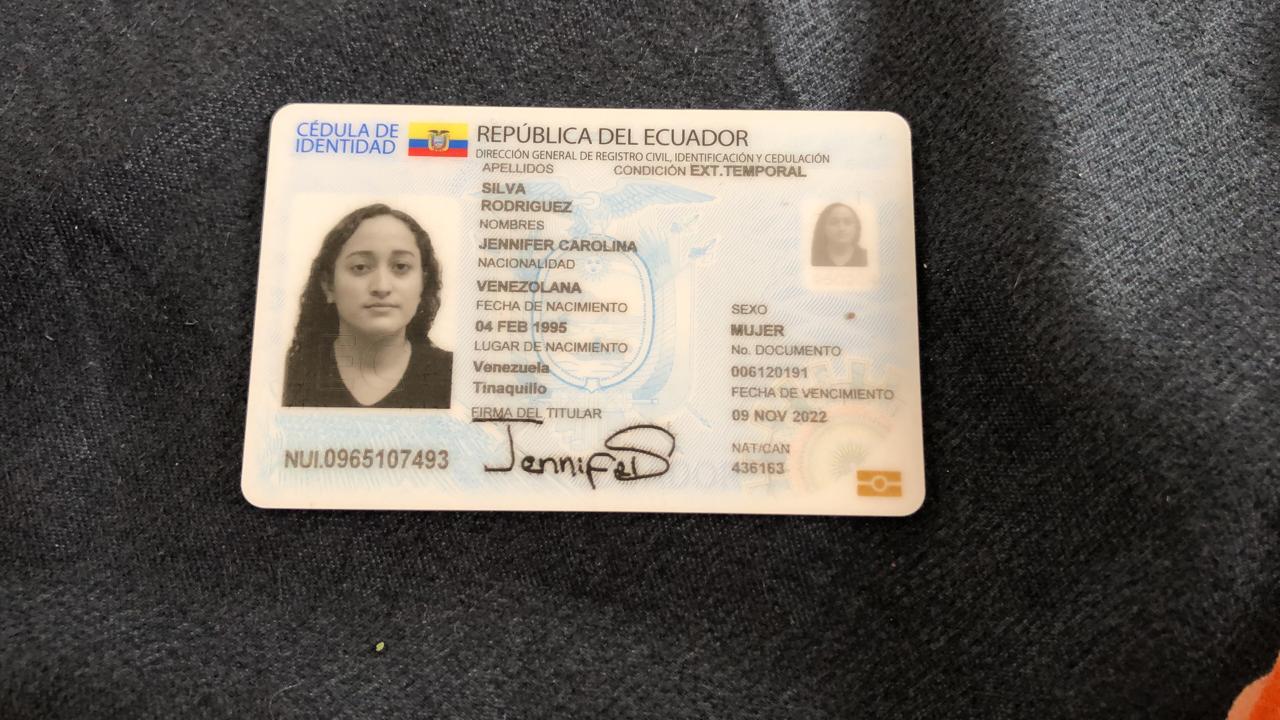 CÉDULA DE
IDENTIDAD
REPÚBLICA DEL ECUADOR
DIRECCIÓN GENERAL DE REGISTRO CIVIL, IDENTIFICACIÓN Y CEDULACIÓN
APELLIDOS
CONDICIÓN EXT.TEMPORAL
SILVA
RODRIGUEZ
NOMBRES
JENNIFER CAROLINA
NACIONALIDAD
VENEZOLANA
FECHA DE NACIMIENTO
04 FEB 1995
LUGAR DE NACIMIENTO
Venezuela
Tinaquillo
FIRMA DEL TITULAR
SEXO
MUJER
No. DOCUMENTO
006120191
FECHA DE VENCIMIENTO
09 NOV 2022
NAT/CAN
436163
NUI.0965107493
JenniferS